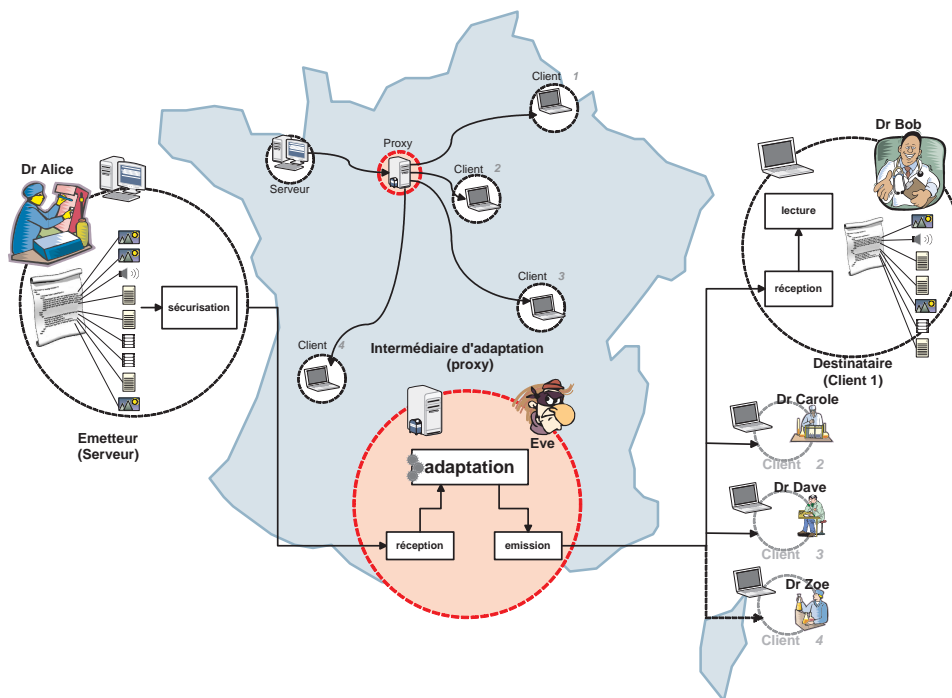 Client 1
Proxy
Dr Bob
Dr Alice
Client 2
Serveur
lecture
Client 3
réception
sécurisation
Client 4
Intermédiaire d'adaptation
(proxy)
Destinataire
(Client 1)
Dr Carole
Emetteur
(Serveur)
Eve
Client 2
adaptation
Dr Dave
réception
emission
Client 3
Dr Zoe
Client 4